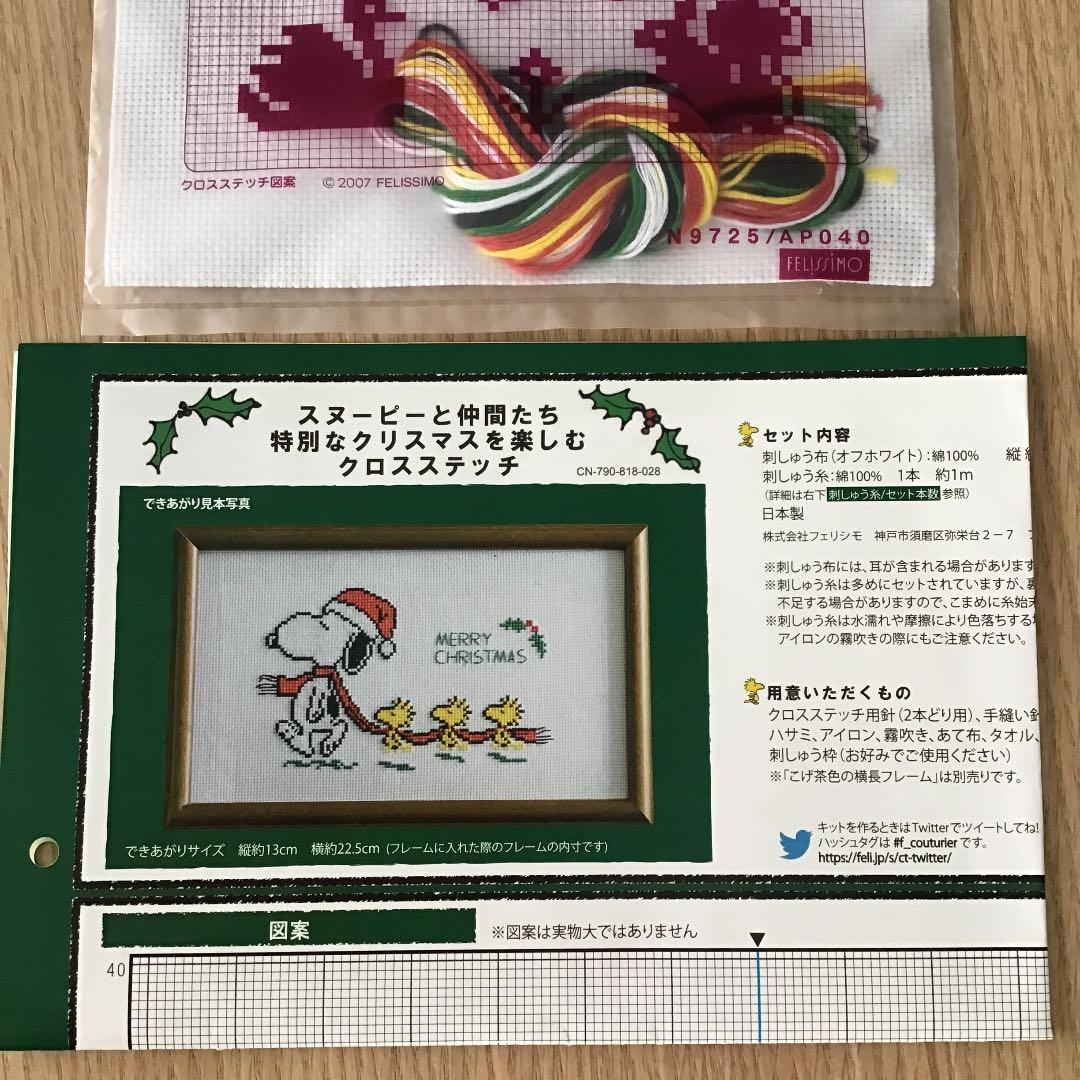 クロスステッチ図案 © 2007 FELISSIMO
N9725/AP040
FELISSIMO
スヌーピーと仲間たち
特別なクリスマスを楽しむ
クロスステッチ
CN-790-818-028
できあがり見本写真
MERRY
CHRISTMAS
できあがりサイズ 縦約13cm 横約22.5cm (フレームに入れた際のフレームの内寸です)
セット内容
刺しゅう布(オフホワイト):綿100% 縦
刺しゅう糸:綿100% 1本 約1m
(詳細は右下 刺しゅう糸/セット本数 参照)
日本製
株式会社フェリシモ 神戸市須磨区弥栄台2-7
※刺しゅう布には、耳が含まれる場合があります
※刺しゅう糸は多めにセットされていますが、
不足する場合がありますので、こまめに糸始末
※刺しゅう糸は水濡れや摩擦により色落ちする
アイロンの霧吹きの際にもご注意ください。
用意いただくもの
クロスステッチ用針(2本どり用)、手縫い針
ハサミ、アイロン、霧吹き、あて布、タオル、
刺しゅう枠(お好みでご使用ください)
※「こげ茶色の横長フレーム」は別売りです。
キットを作るときはTwitterでツイートしてね!
ハッシュタグは #f_couturier です。
https://feli.jp/s/ct-twitter/
図案
※図案は実物大ではありません
40